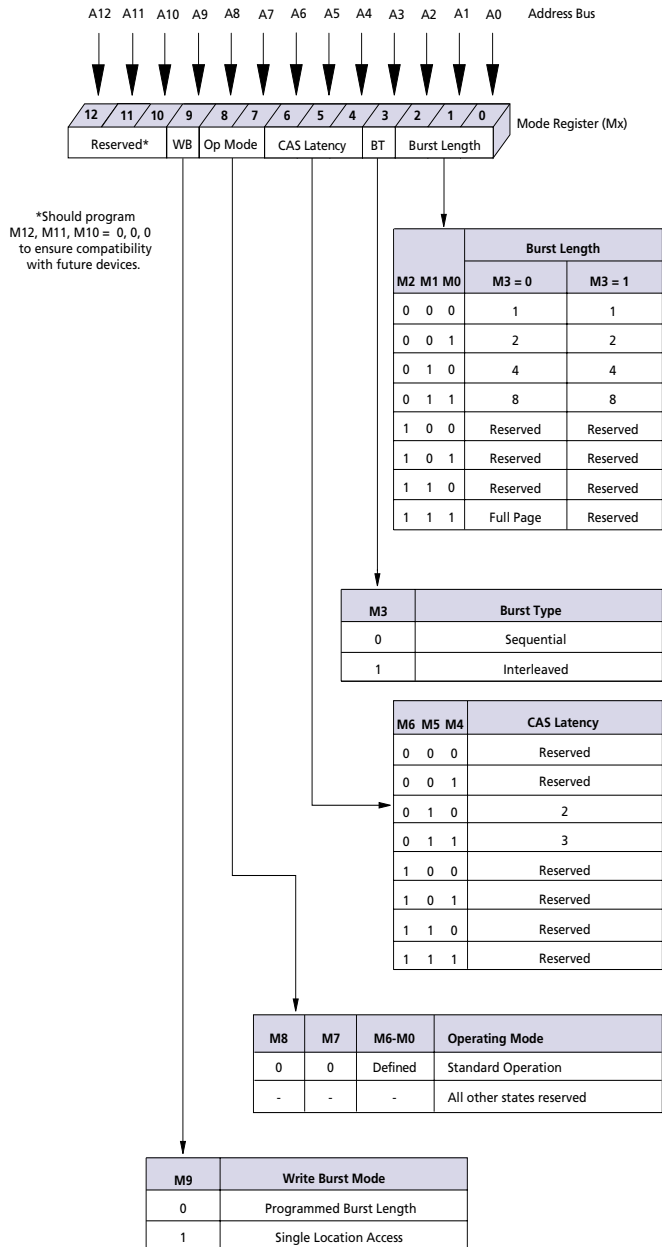 A12 A11 A10 A9 A8 A7 A6 A5 A4 A3 A2 A1 A0 Address Bus
12 11 10 9 8 7 6 5 4 3 2 1 0 Mode Register (Mx)
Reserved* WB Op Mode CAS Latency BT Burst Length
*Should program
M12, M11, M10 = 0, 0, 0
to ensure compatibility
with future devices.
Burst Length
M2 M1 M0 M3 = 0 M3 = 1
0 0 0 1 1
0 0 1 2 2
0 1 0 4 4
0 1 1 8 8
1 0 0 Reserved Reserved
1 0 1 Reserved Reserved
1 1 0 Reserved Reserved
1 1 1 Full Page Reserved
M3 Burst Type
0 Sequential
1 Interleaved
M6 M5 M4 CAS Latency
0 0 0 Reserved
0 0 1 Reserved
0 1 0 2
0 1 1 3
1 0 0 Reserved
1 0 1 Reserved
1 1 0 Reserved
1 1 1 Reserved
M8 M7 M6-M0 Operating Mode
0 0 Defined Standard Operation
- - - All other states reserved
M9 Write Burst Mode
0 Programmed Burst Length
1 Single Location Access